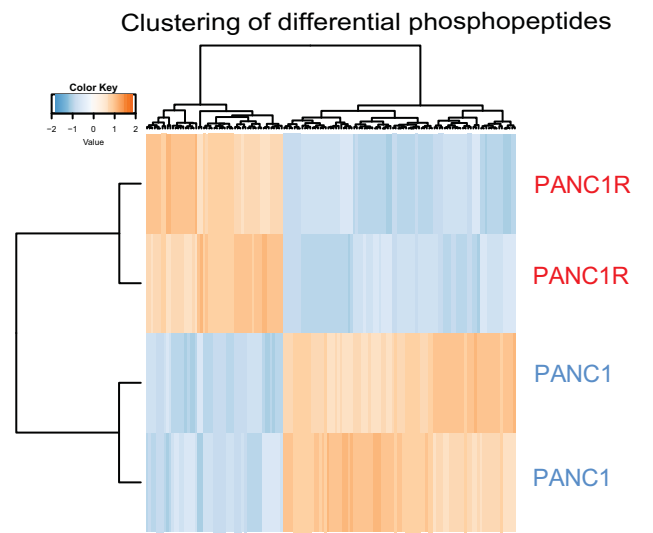 Clustering of differential phosphopeptides
Color Key
−2 −1 0 1 2
Value
PANC1R
PANC1R
PANC1
PANC1